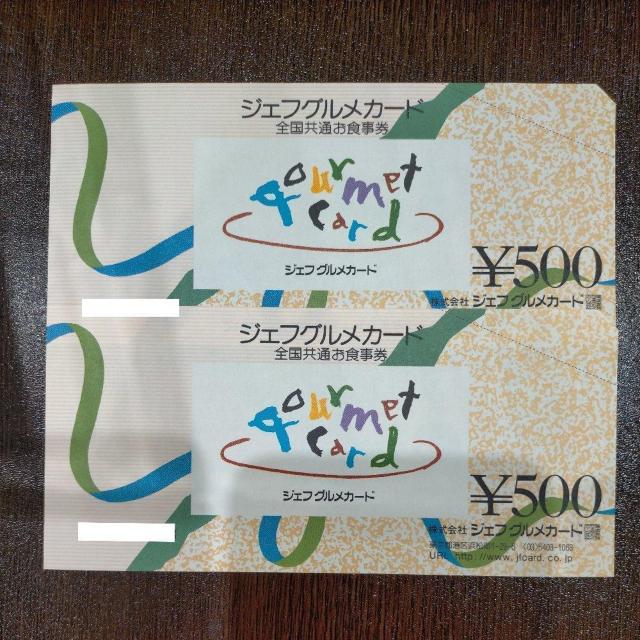 ジェフグルメカード
全国共通お食事券
gourmet
card
ジェフグルメカード
¥500
株式会社 ジェフグルメカード
ジェフグルメカード
全国共通お食事券
gourmet
card
ジェフグルメカード
¥500
株式会社 ジェフグルメカード
URL http://www.jfcard.co.jp